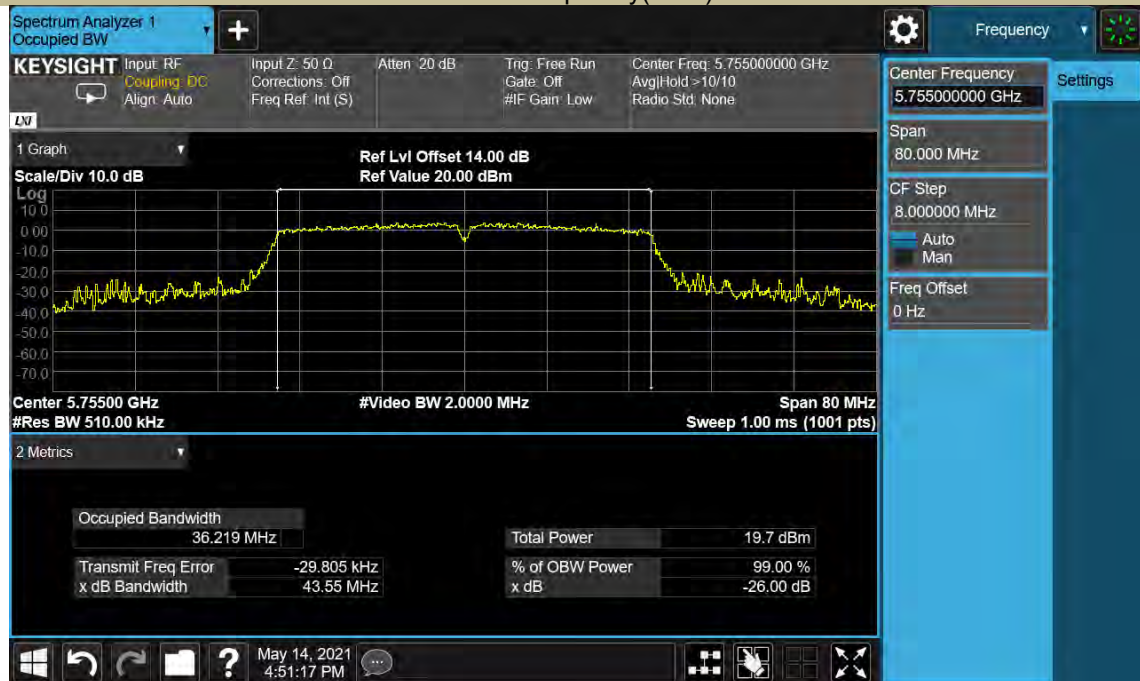 Spectrum Analyzer 1
Occupied BW
Frequency
KEYSIGHT
Input: RF
Coupling: DC
Align: Auto
Input Z: 50 Ω
Corrections: Off
Freq Ref: Int (S)
Atten: 20 dB
Trig: Free Run
Gate: Off
#IF Gain: Low
Center Freq: 5.755000000 GHz
Avg|Hold >10/10
Radio Std: None
LXI
Center Frequency
5.755000000 GHz
Settings
Span
80.000 MHz
CF Step
8.000000 MHz
Auto
Man
Freq Offset
0 Hz
1 Graph
Scale/Div 10.0 dB
Ref Lvl Offset 14.00 dB
Ref Value 20.00 dBm
Log
10.0
0.00
-10.0
-20.0
-30.0
-40.0
-50.0
-60.0
-70.0
Center 5.75500 GHz
#Video BW 2.0000 MHz
Span 80 MHz
#Res BW 510.00 kHz
Sweep 1.00 ms (1001 pts)
2 Metrics
Occupied Bandwidth
36.219 MHz
Total Power 19.7 dBm
Transmit Freq Error -29.805 kHz
% of OBW Power 99.00 %
x dB Bandwidth 43.55 MHz
x dB -26.00 dB
May 14, 2021
4:51:17 PM